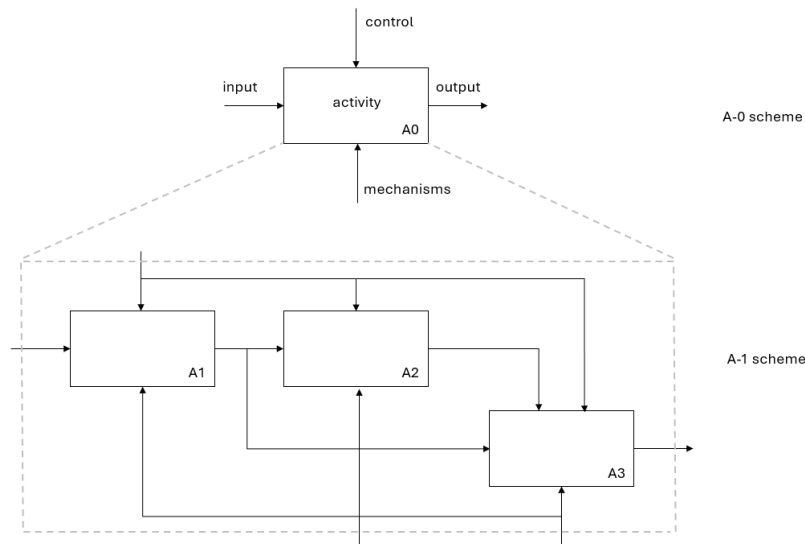 control
input
output
activity
A0
A-0 scheme
mechanisms
A1
A2
A-1 scheme
A3